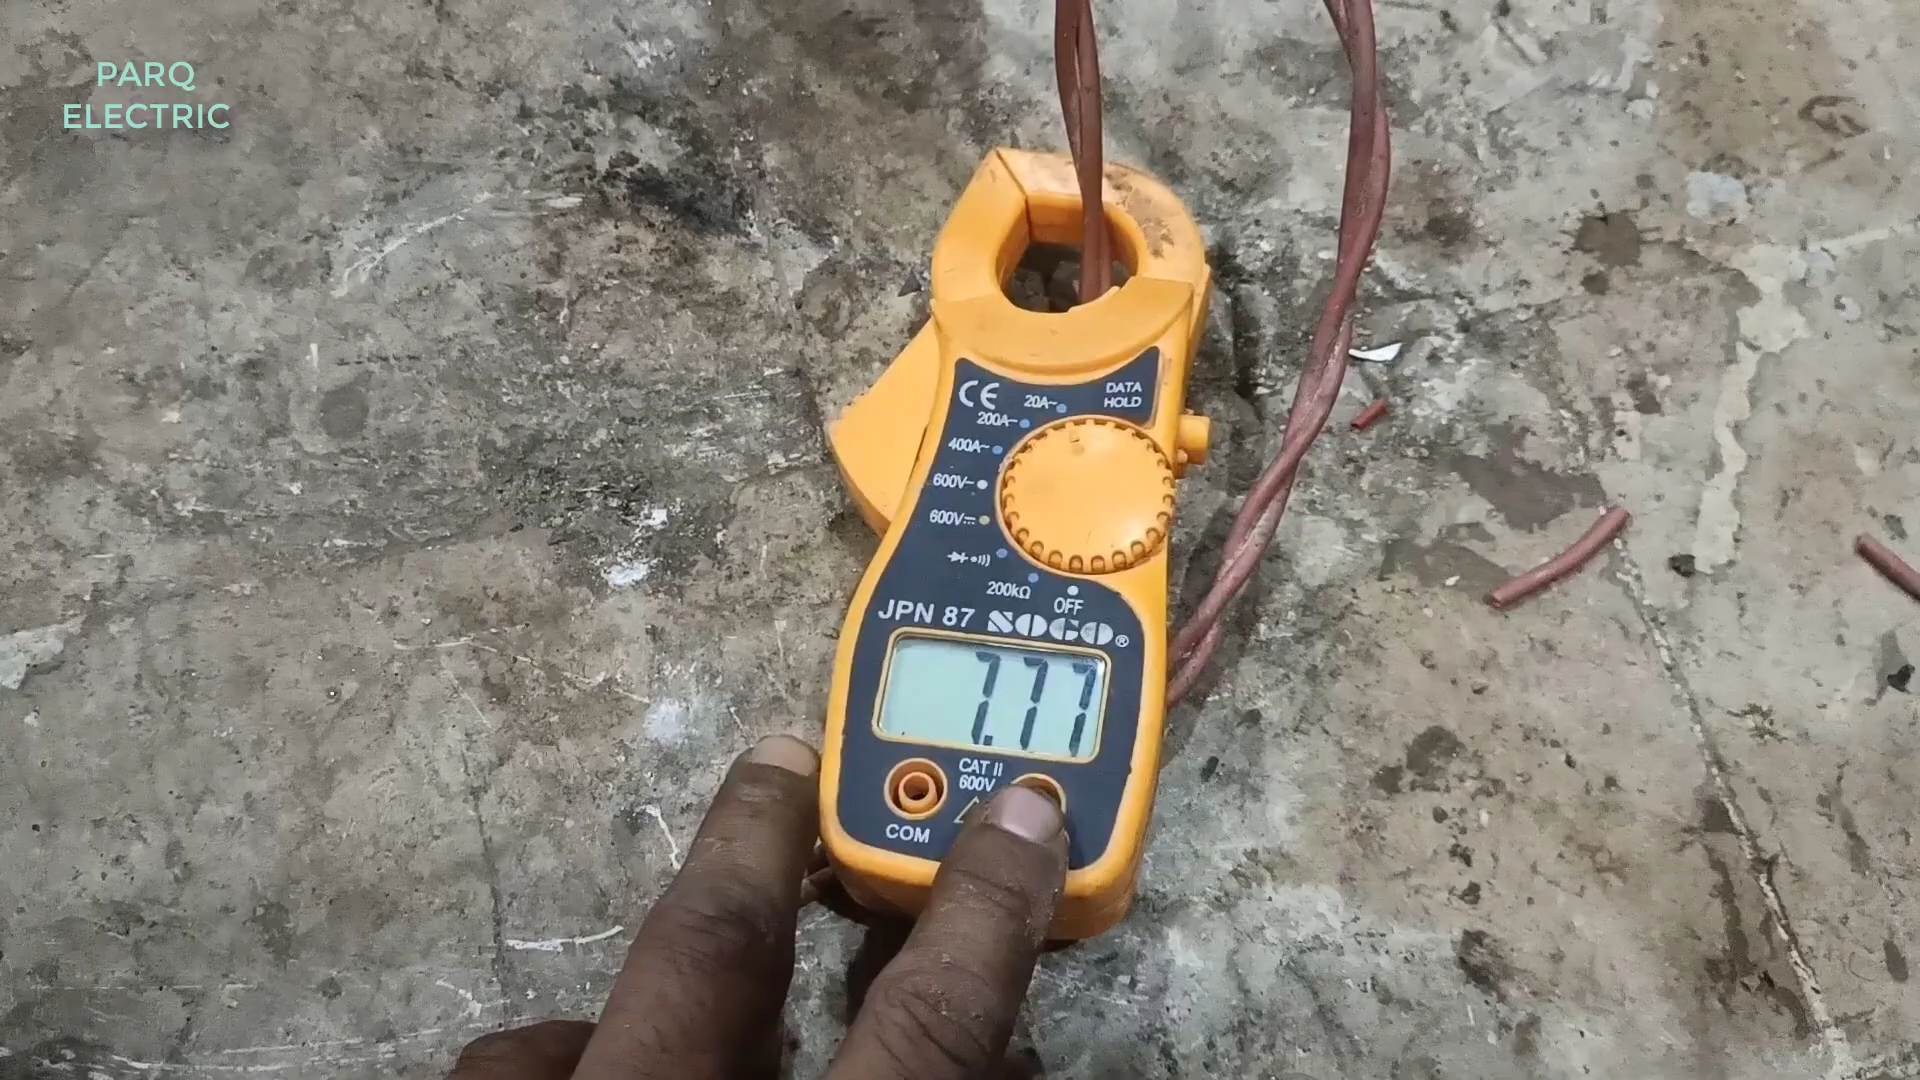 PARQ
ELECTRIC
CE
20A~
DATA
HOLD
200A~
400A~
600V~
600V⎓
200kΩ
OFF
JPN 87 SOGO®
7.77
CAT II
600V
COM